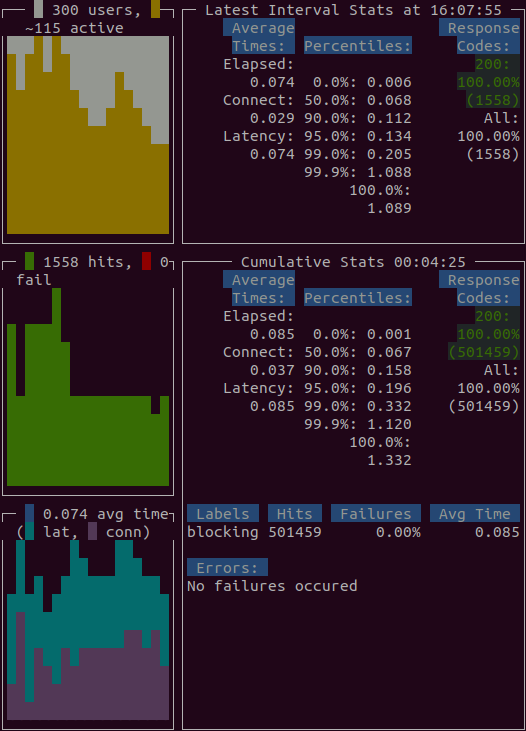 300 users,
~115 active
1558 hits, 0
fail
0.074 avg time
( lat, conn)
Latest Interval Stats at 16:07:55
Average Response
Times: Percentiles: Codes:
Elapsed: 200:
0.074 0.0%: 0.006 100.00%
Connect: 50.0%: 0.068 (1558)
0.029 90.0%: 0.112 All:
Latency: 95.0%: 0.134 100.00%
0.074 99.0%: 0.205 (1558)
99.9%: 1.088
100.0%:
1.089
Cumulative Stats 00:04:25
Average Response
Times: Percentiles: Codes:
Elapsed: 200:
0.085 0.0%: 0.001 100.00%
Connect: 50.0%: 0.067 (501459)
0.037 90.0%: 0.158 All:
Latency: 95.0%: 0.196 100.00%
0.085 99.0%: 0.332 (501459)
99.9%: 1.120
100.0%:
1.332
Labels Hits Failures Avg Time
blocking 501459 0.00% 0.085
Errors:
No failures occured